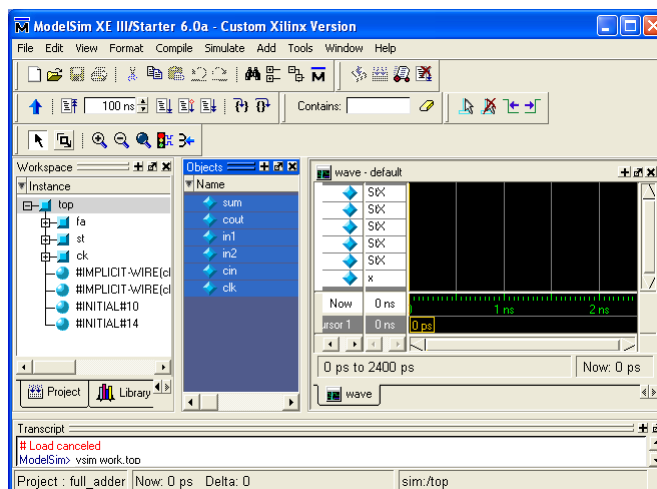 ModelSim XE III/Starter 6.0a - Custom Xilinx Version
File Edit View Format Compile Simulate Add Tools Window Help
100 ns Contains:
Workspace
Instance
top
fa
st
ck
#IMPLICIT-WIRE(cl
#IMPLICIT-WIRE(cl
#INITIAL#10
#INITIAL#14
Project Library
Objects
Name
sum
cout
in1
in2
cin
clk
wave - default
StX
StX
StX
StX
StX
x
Now 0 ns 1 ns 2 ns
ursor 1 0 ns 0 ps
0 ps to 2400 ps Now: 0 ps
wave
Transcript
# Load canceled
ModelSim> vsim work.top
Project : full_adder Now: 0 ps Delta: 0 sim:/top